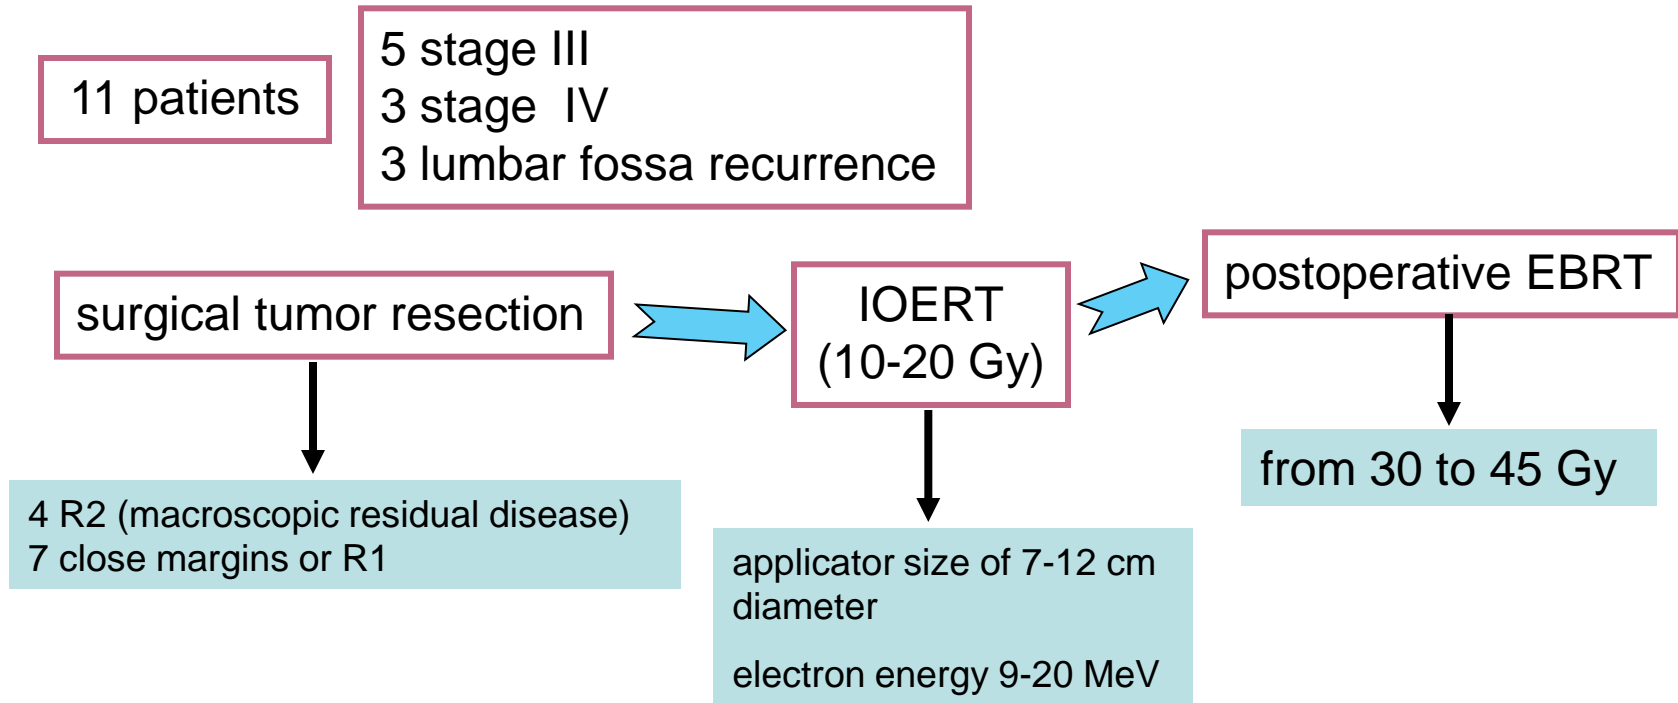 11 patients
5 stage III
3 stage IV
3 lumbar fossa recurrence
surgical tumor resection
IOERT
(10-20 Gy)
postoperative EBRT
4 R2 (macroscopic residual disease)
7 close margins or R1
applicator size of 7-12 cm
diameter
electron energy 9-20 MeV
from 30 to 45 Gy